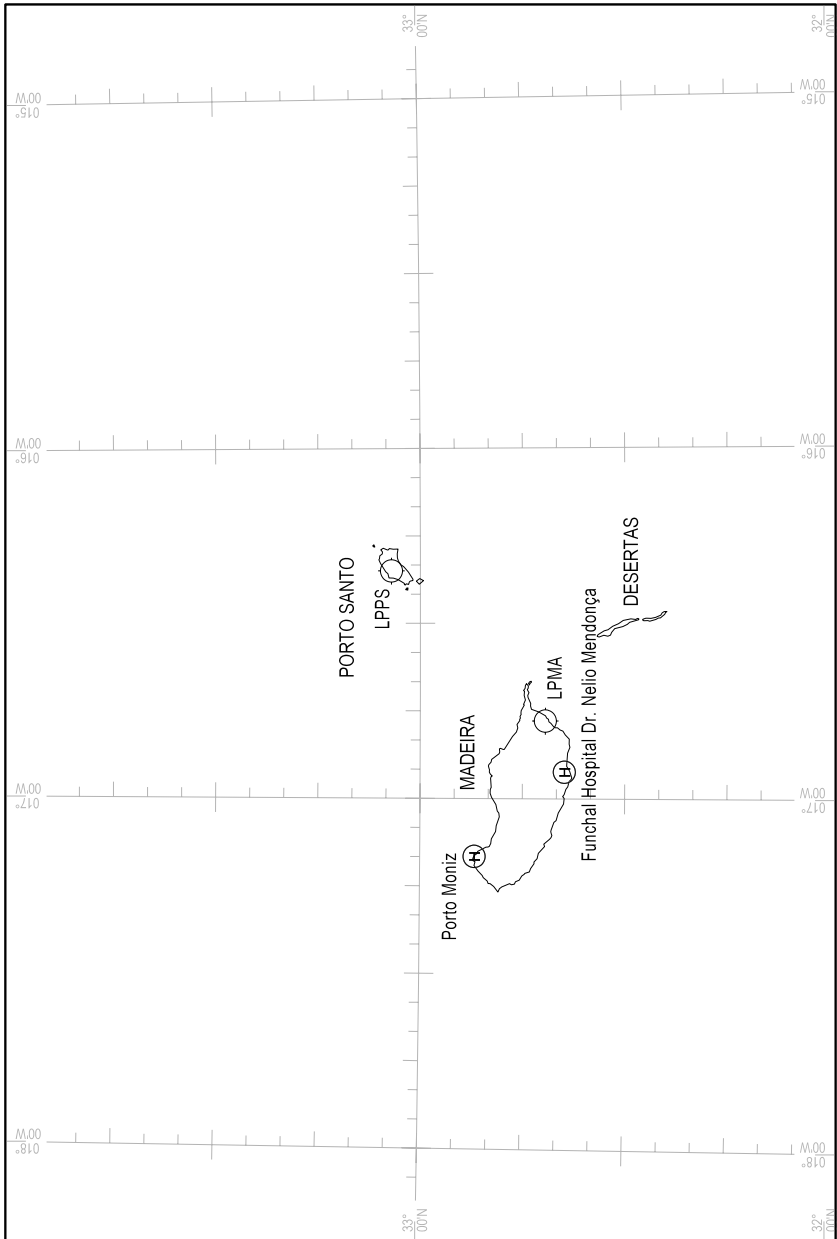 33°
00'N
32°
00'N
015°
00'W
015°
00'W
016°
00'W
016°
00'W
PORTO SANTO
LPPS
DESERTAS
MADEIRA
LPMA
Funchal Hospital Dr. Nelio Mendonça
H
H
Porto Moniz
017°
00'W
017°
00'W
018°
00'W
018°
00'W
33°
00'N
32°
00'N